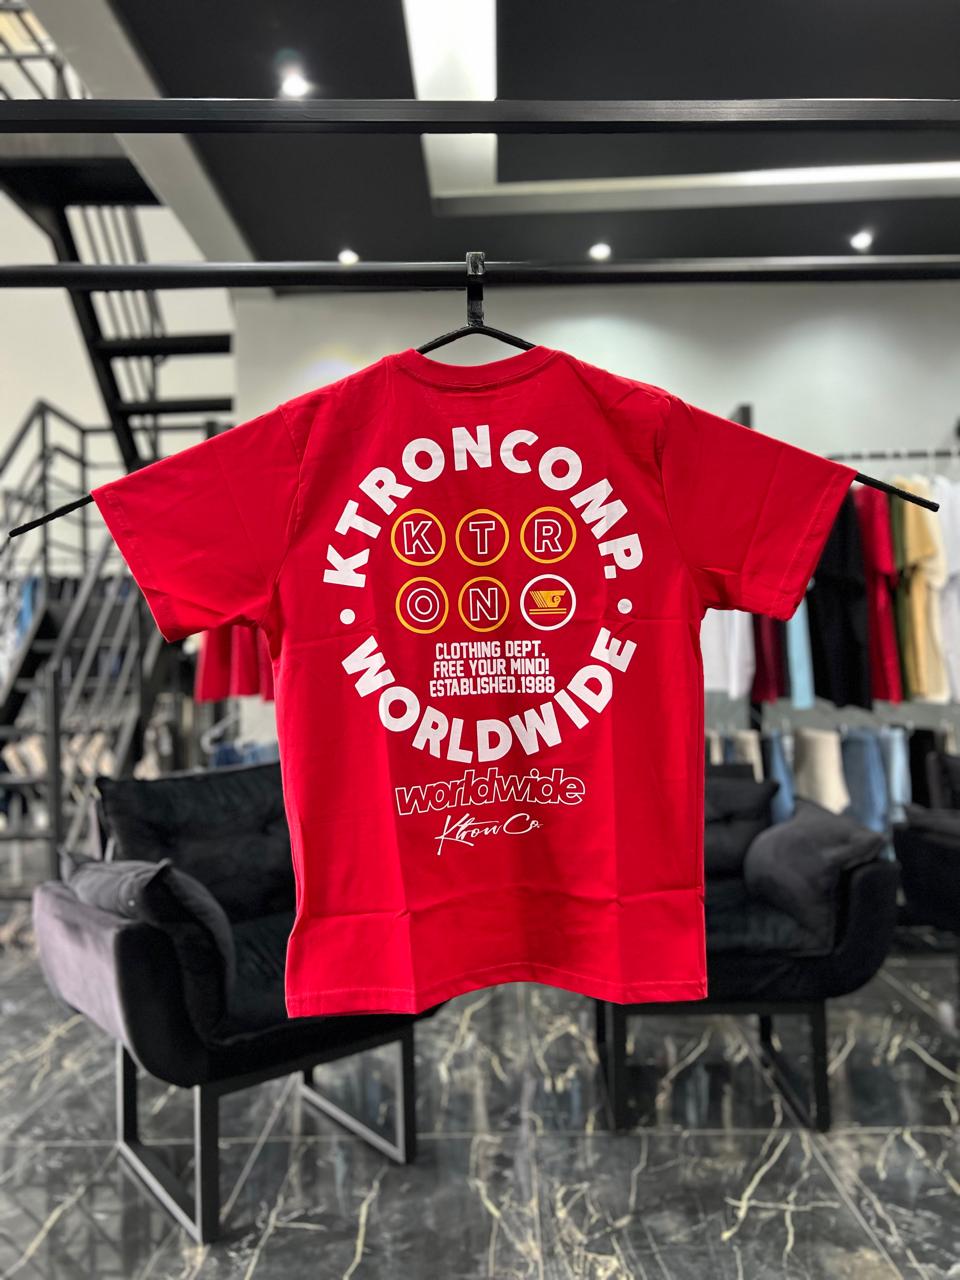 KTRONCOMP.
K T R
O N
CLOTHING DEPT.
FREE YOUR MIND!
ESTABLISHED.1988
• WORLDWIDE •
worldwide
Ktron Co